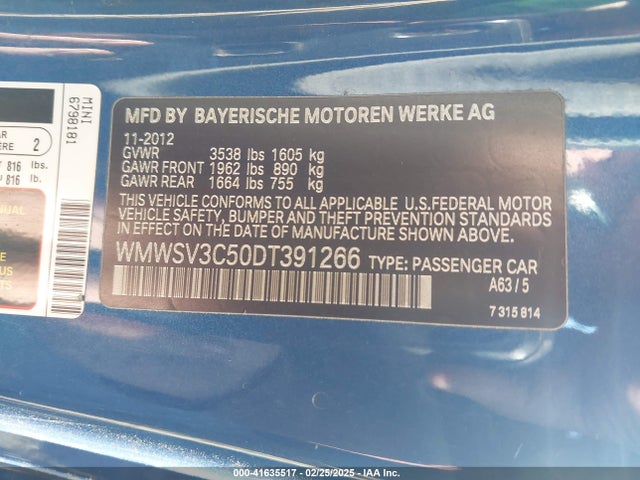 MFD BY BAYERISCHE MOTOREN WERKE AG
11-2012
GVWR 3538 lbs 1605 kg
GAWR FRONT 1962 lbs 890 kg
GAWR REAR 1664 lbs 755 kg
THIS VEHICLE CONFORMS TO ALL APPLICABLE U.S.FEDERAL MOTOR
VEHICLE SAFETY, BUMPER AND THEFT PREVENTION STANDARDS
IN EFFECT ON THE DATE OF MANUFACTURE SHOWN ABOVE.
WMWSV3C50DT391266 TYPE: PASSENGER CAR
A63/5
7 315 814
MINI
6798181
2
816 lbs.
816 lb.
000-41635517 - 02/25/2025 - IAA Inc.